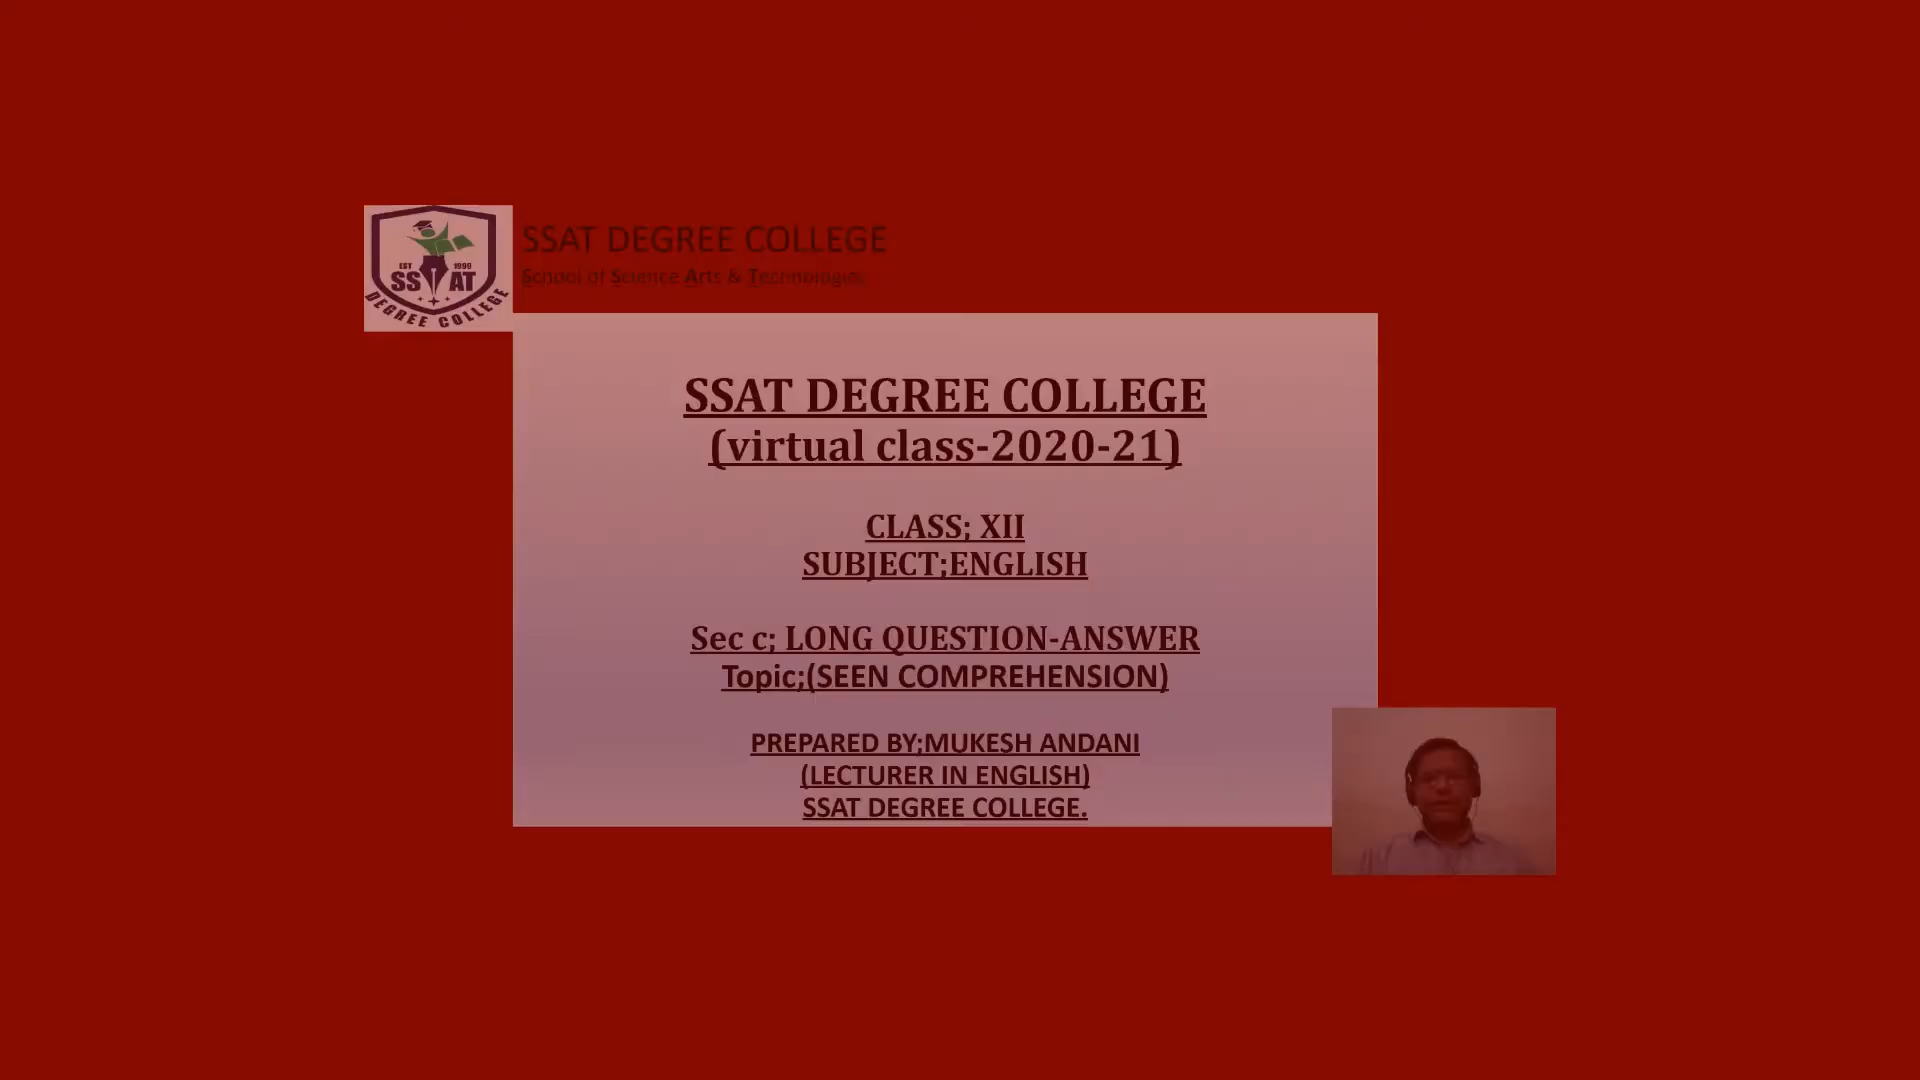 EST 1999
SS AT
DEGREE COLLEGE
SSAT DEGREE COLLEGE
School of Science Arts & Technologies
SSAT DEGREE COLLEGE
(virtual class-2020-21)
CLASS; XII
SUBJECT;ENGLISH
Sec c; LONG QUESTION-ANSWER
Topic;(SEEN COMPREHENSION)
PREPARED BY;MUKESH ANDANI
(LECTURER IN ENGLISH)
SSAT DEGREE COLLEGE.